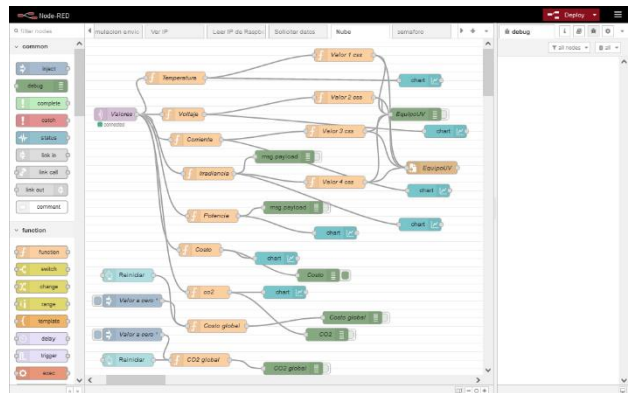 Node-RED
Deploy
filter nodes
mutacion envio
Ver IP
Leer IP de Raspb
Solicitar datos
Nube
semaforo
debug
all nodes
all
common
inject
debug
complete
catch
status
link in
link call
link out
comment
function
function
switch
change
range
template
delay
trigger
exec
Valor 1 css
Temperatura
chart
Valor 2 css
Valores
connected
Voltaje
EquipoUV
Corriente
Valor 3 css
chart
msg.payload
Irradiancia
EquipoUV
Valor 4 css
chart
msg.payload
Potencia
chart
chart
Costo
chart
Reiniciar
Costo
co2
chart
Valor a cero
Costo global
Costo global
Valor a cero
CO2
Reiniciar
CO2 global
CO2 global